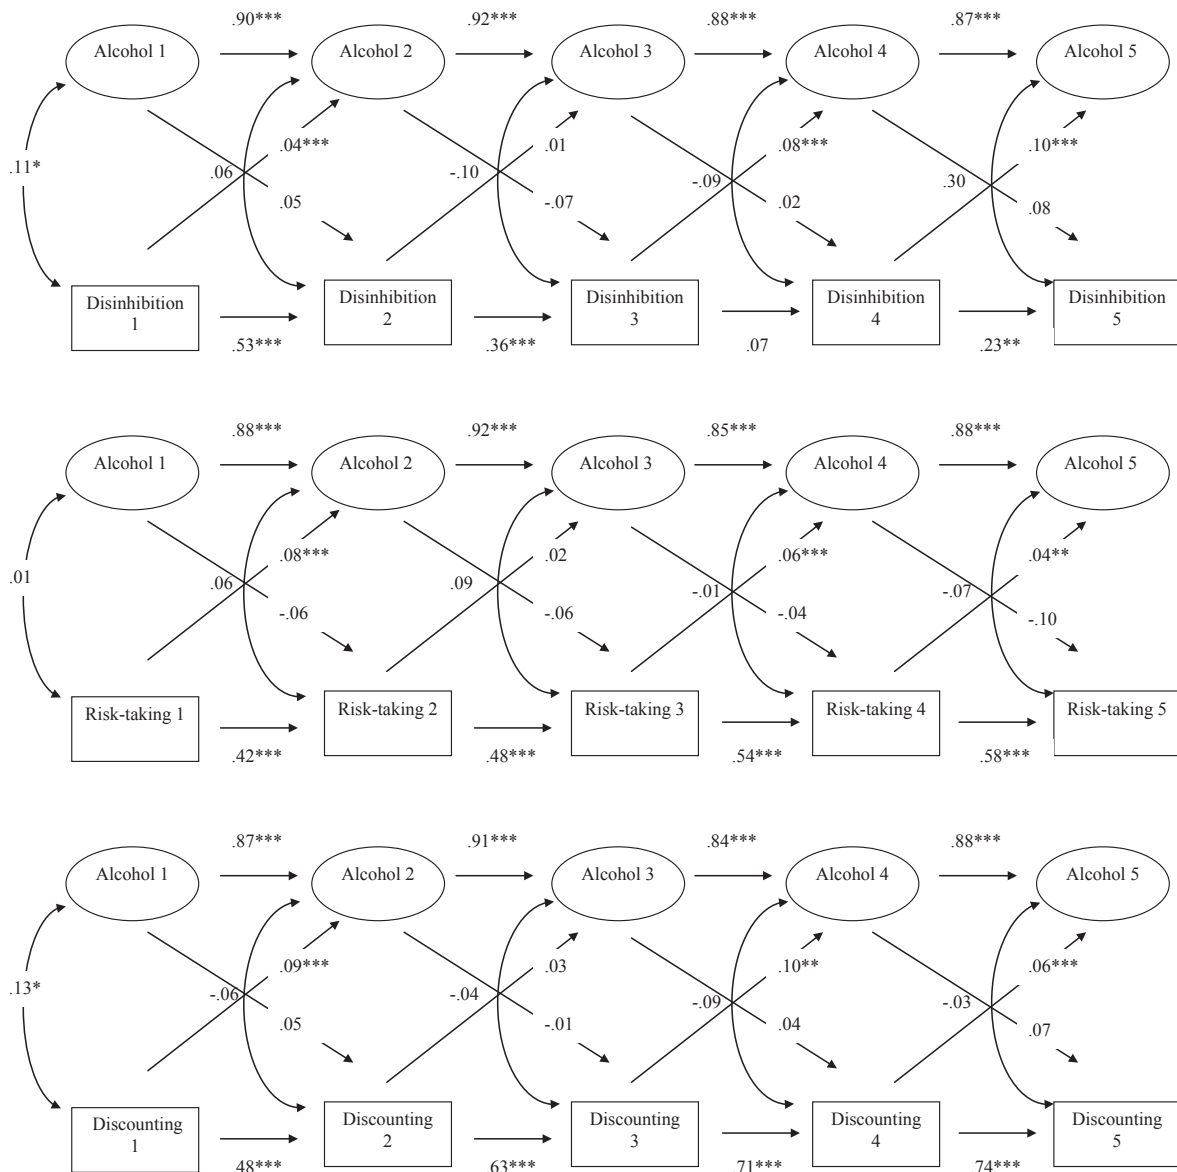 .90*** .92*** .88*** .87***
Alcohol 1 Alcohol 2 Alcohol 3 Alcohol 4 Alcohol 5
.04*** .01 .08*** .10***
.11* .06 -.10 -.09 .30
.05 -.07 .02 .08
Disinhibition Disinhibition Disinhibition Disinhibition Disinhibition
1 2 3 4 5
.53*** .36*** .07 .23**
.88*** .92*** .85*** .88***
Alcohol 1 Alcohol 2 Alcohol 3 Alcohol 4 Alcohol 5
.08*** .02 .06*** .04**
.01 .06 .09 -.01 -.07
-.06 -.06 -.04 -.10
Risk-taking 1 Risk-taking 2 Risk-taking 3 Risk-taking 4 Risk-taking 5
.42*** .48*** .54*** .58***
.87*** .91*** .84*** .88***
Alcohol 1 Alcohol 2 Alcohol 3 Alcohol 4 Alcohol 5
.09*** .03 .10** .06***
.13* -.06 -.04 -.09 -.03
.05 -.01 .04 .07
Discounting Discounting Discounting Discounting Discounting
1 2 3 4 5
.48*** .63*** .71*** .74***